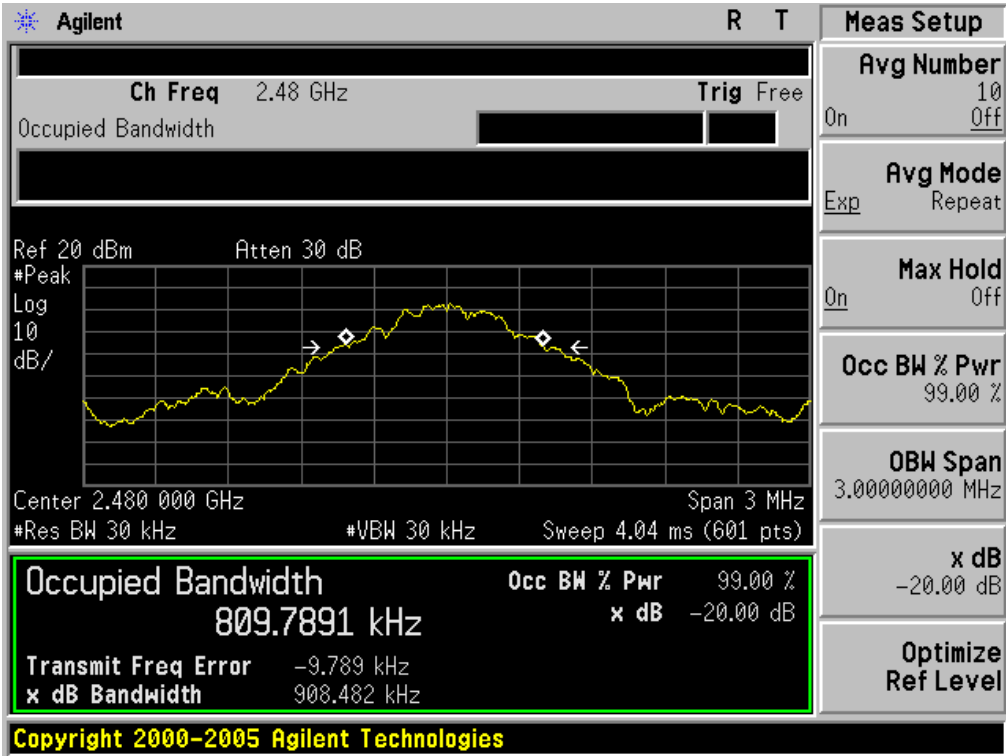 Agilent R T
Ch Freq 2.48 GHz Trig Free
Occupied Bandwidth
Ref 20 dBm Atten 30 dB
#Peak
Log
10
dB/
Center 2.480 000 GHz Span 3 MHz
#Res BW 30 kHz #VBW 30 kHz Sweep 4.04 ms (601 pts)
Occupied Bandwidth Occ BW % Pwr 99.00 %
809.7891 kHz x dB -20.00 dB
Transmit Freq Error -9.789 kHz
x dB Bandwidth 908.482 kHz
Copyright 2000-2005 Agilent Technologies
Meas Setup
Avg Number
10
On Off
Avg Mode
Exp Repeat
Max Hold
On Off
Occ BW % Pwr
99.00 %
OBW Span
3.00000000 MHz
x dB
-20.00 dB
Optimize
Ref Level